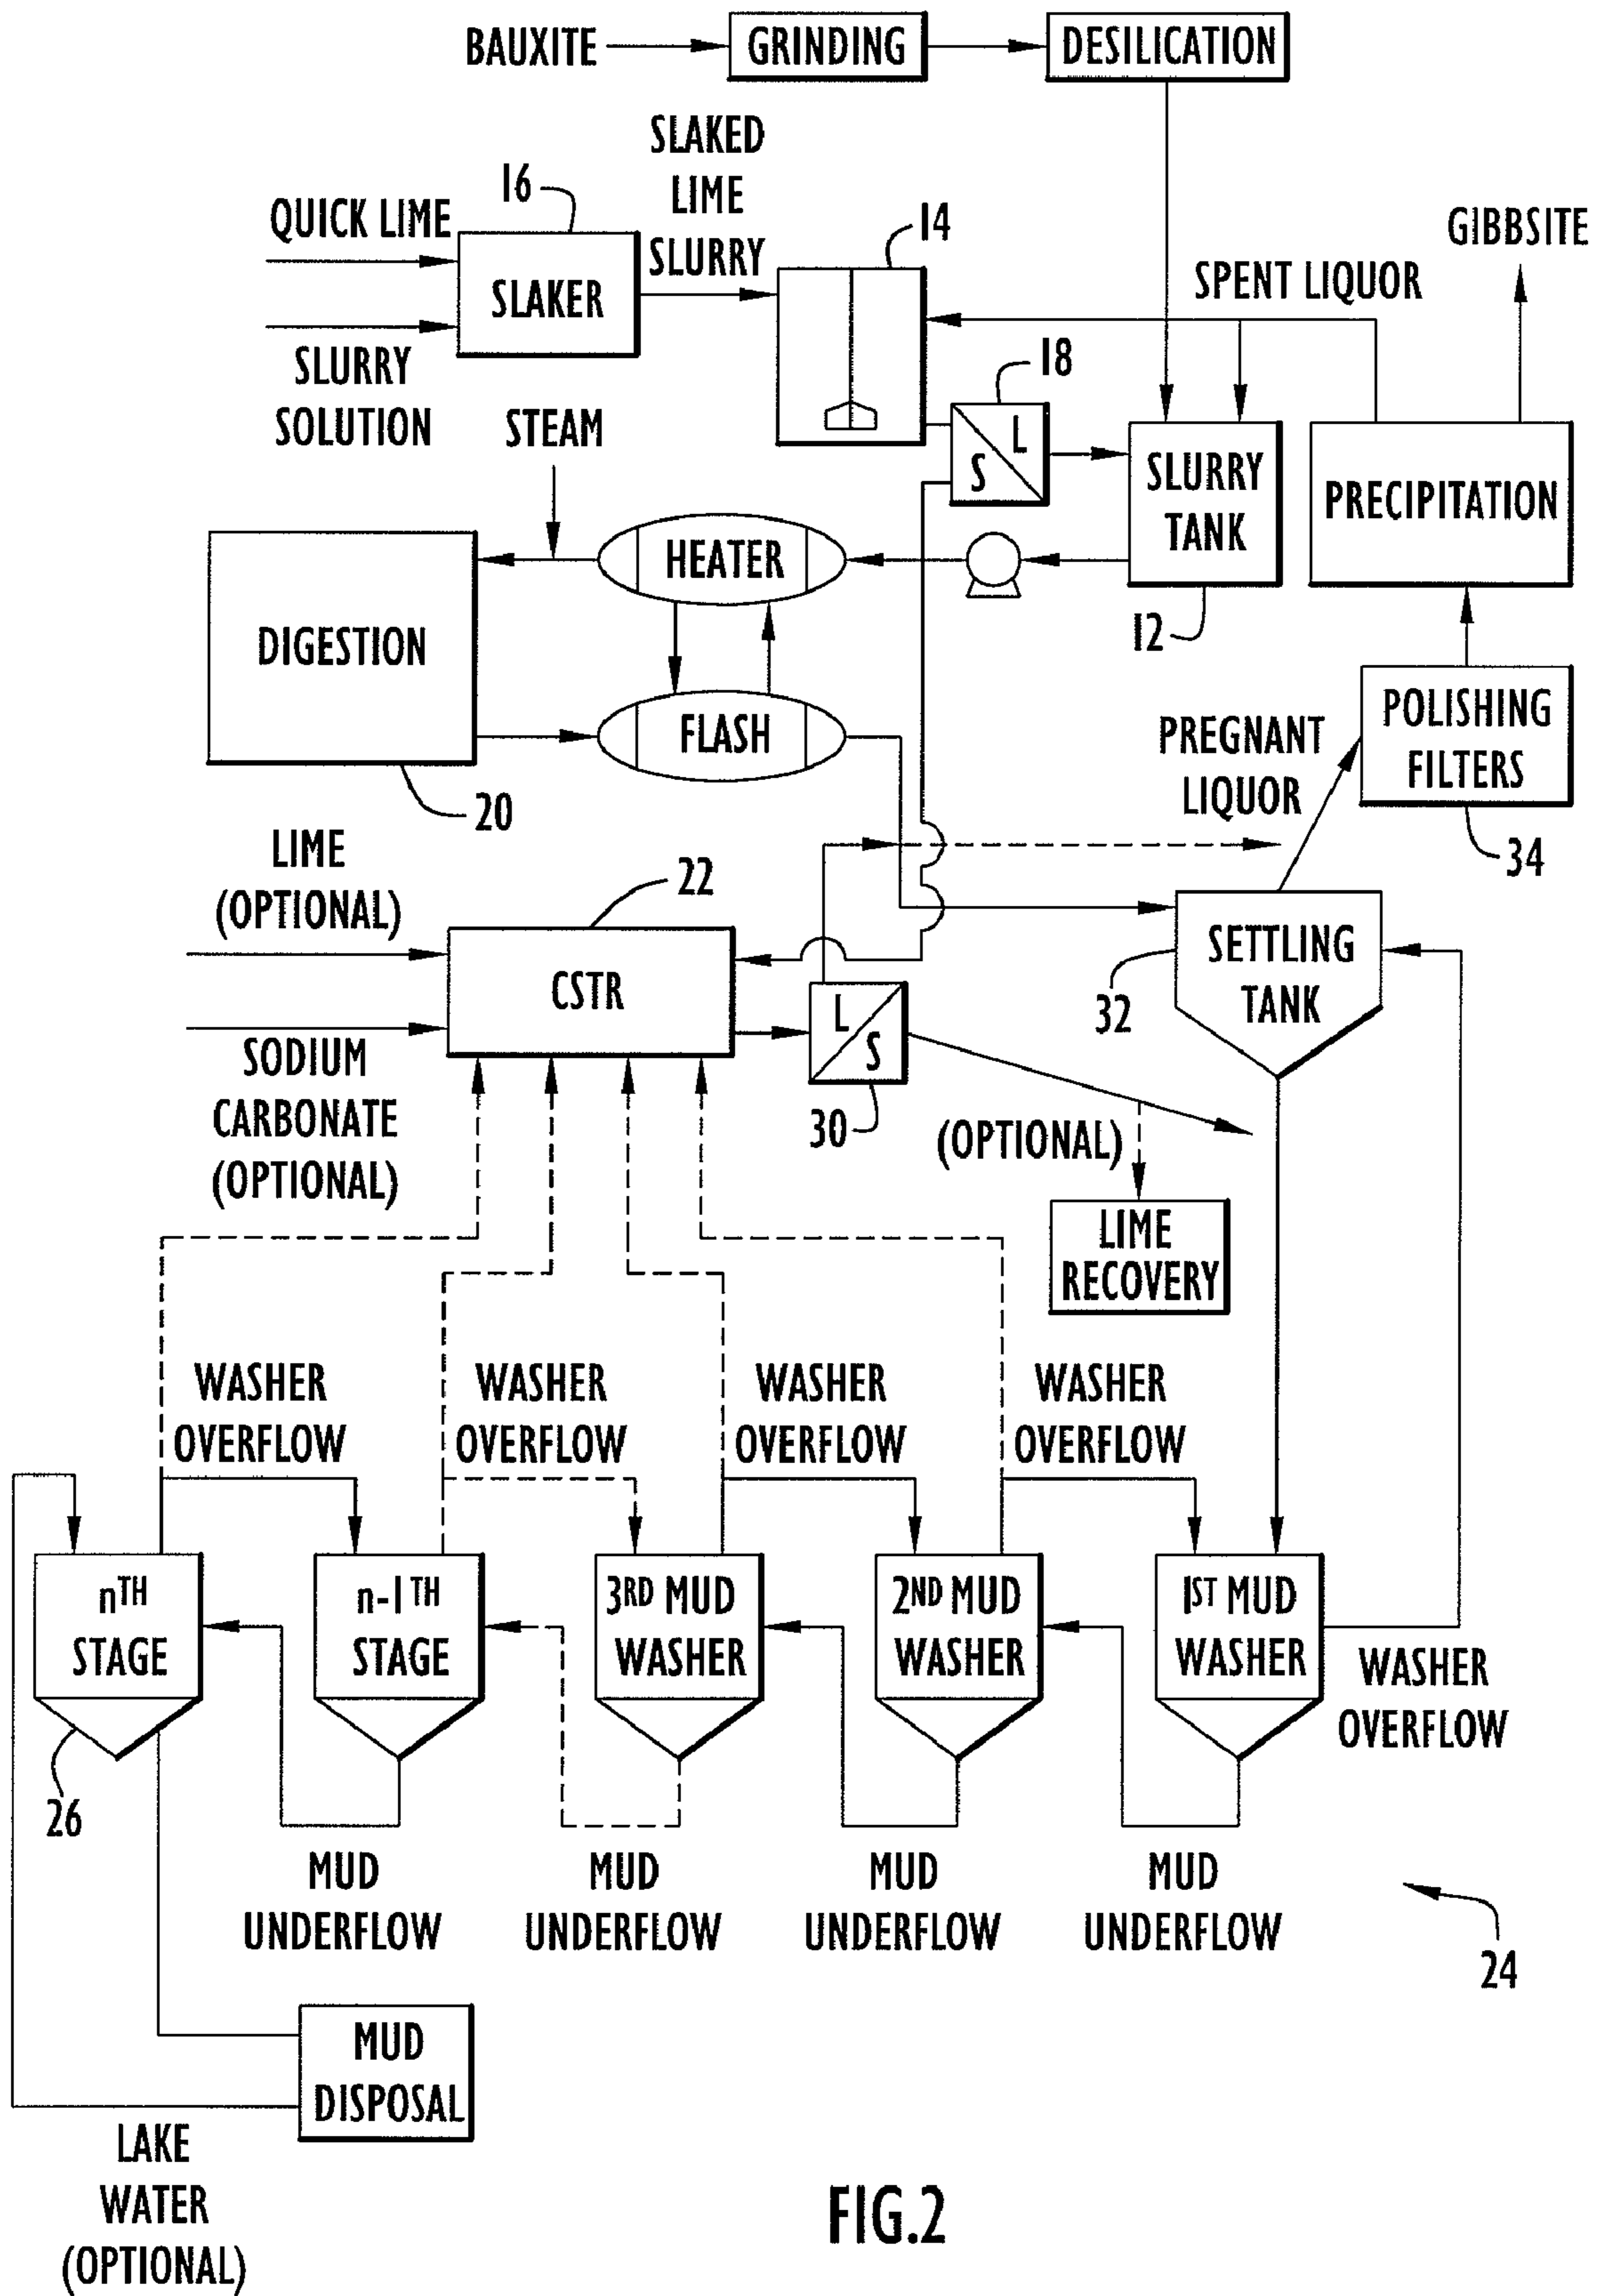 BAUXITE
GRINDING
DESILICATION
SLAKED
LIME
SLURRY
16
QUICK LIME
SLAKER
SLURRY
SOLUTION
14
GIBBSITE
SPENT LIQUOR
18
L
S
STEAM
SLURRY
TANK
12
PRECIPITATION
HEATER
DIGESTION
20
FLASH
PREGNANT
LIQUOR
POLISHING
FILTERS
34
LIME
(OPTIONAL)
22
CSTR
SODIUM
CARBONATE
(OPTIONAL)
L
S
30
SETTLING
TANK
32
(OPTIONAL)
LIME
RECOVERY
WASHER
OVERFLOW
WASHER
OVERFLOW
WASHER
OVERFLOW
WASHER
OVERFLOW
nTH
STAGE
26
n-1TH
STAGE
3RD MUD
WASHER
2ND MUD
WASHER
1ST MUD
WASHER
WASHER
OVERFLOW
MUD
UNDERFLOW
MUD
UNDERFLOW
MUD
UNDERFLOW
MUD
UNDERFLOW
24
MUD
DISPOSAL
LAKE
WATER
(OPTIONAL)
FIG.2